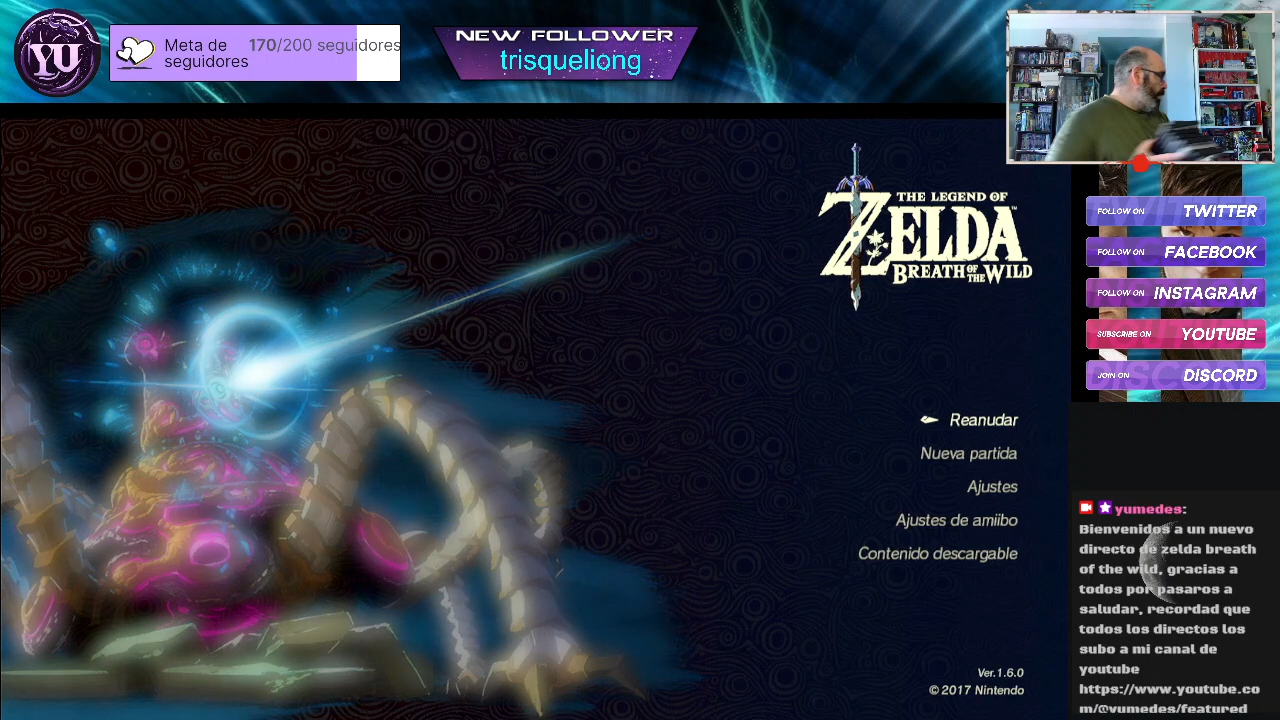 YU
Meta de seguidores
170/200 seguidores
NEW FOLLOWER
trisqueliong
THE LEGEND OF
ZELDA™
BREATH OF THE WILD
Reanudar
Nueva partida
Ajustes
Ajustes de amiibo
Contenido descargable
Ver.1.6.0
© 2017 Nintendo
FOLLOW ON TWITTER
FOLLOW ON FACEBOOK
FOLLOW ON INSTAGRAM
SUBSCRIBE ON YOUTUBE
JOIN ON DISCORD
yumedes:
Bienvenidos a un nuevo
directo de zelda breath
of the wild, gracias a
todos por pasaros a
saludar, recordad que
todos los directos los
subo a mi canal de
youtube
https://www.youtube.co
m/@yumedes/featured